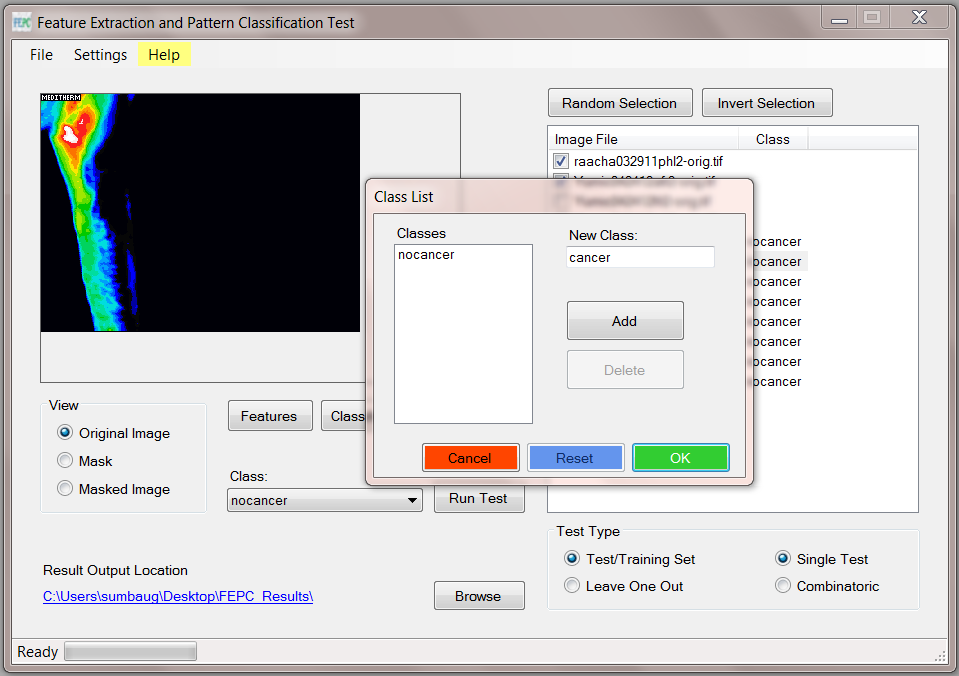 FEPC Feature Extraction and Pattern Classification Test
File Settings Help
MEDITHERM
Random Selection Invert Selection
Image File Class
raacha032911phl2-orig.tif
Class List
Classes
nocancer
New Class:
cancer
Add
Delete
Cancel Reset OK
ocancer
ocancer
ocancer
ocancer
ocancer
ocancer
ocancer
ocancer
View
Original Image
Mask
Masked Image
Features Class
Class:
nocancer
Run Test
Result Output Location
C:\Users\sumbaug\Desktop\FEPC_Results\
Browse
Test Type
Test/Training Set Single Test
Leave One Out Combinatoric
Ready